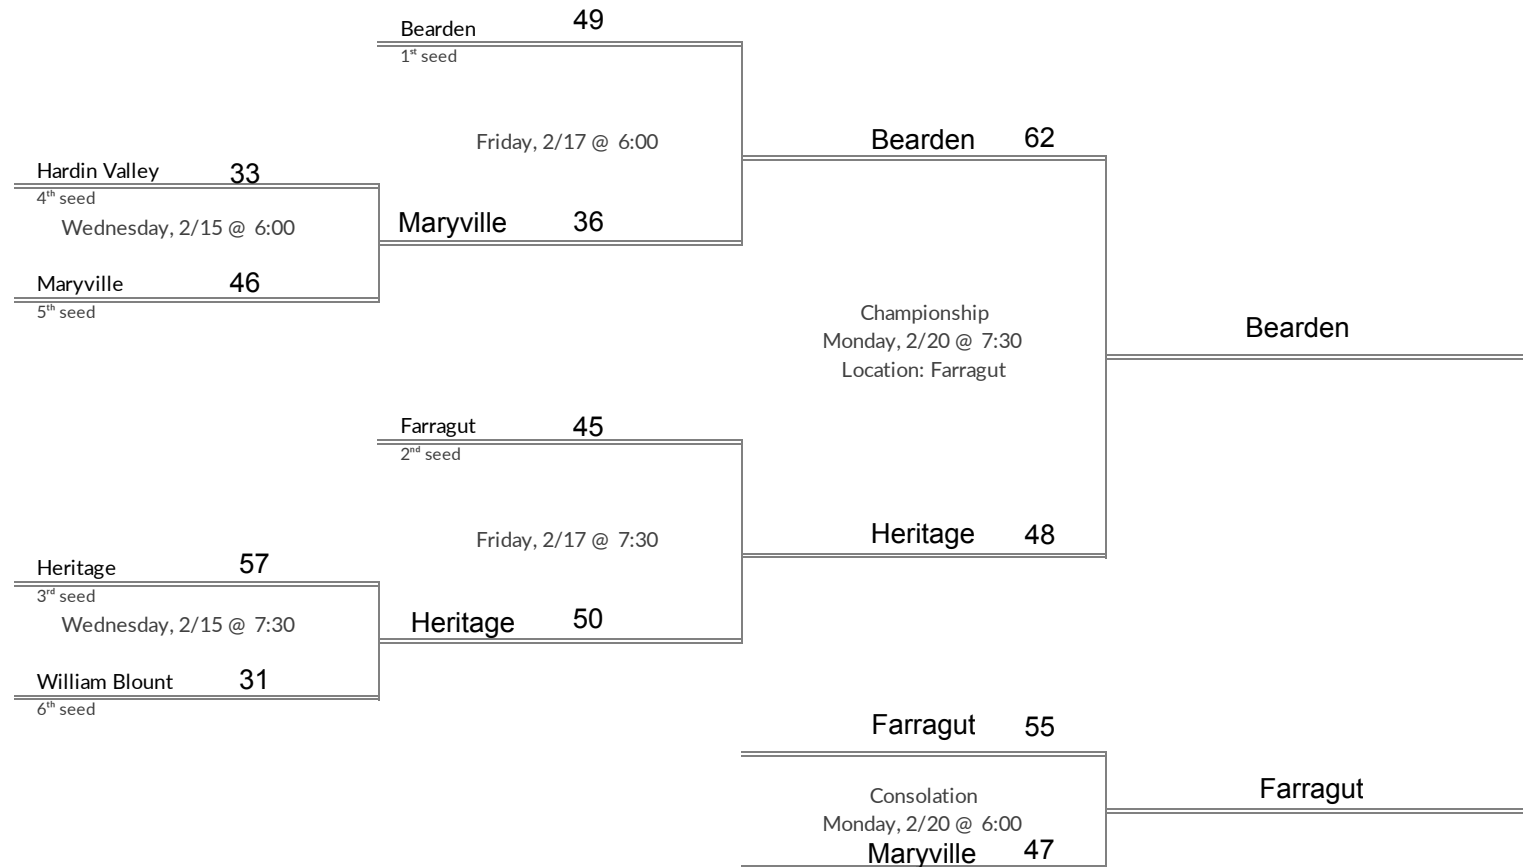 Bearden 49
1st seed
Friday, 2/17 @ 6:00
Bearden 62
Hardin Valley 33
4th seed
Wednesday, 2/15 @ 6:00
Maryville 36
Maryville 46
5th seed
Championship
Monday, 2/20 @ 7:30
Location: Farragut
Bearden
Farragut 45
2nd seed
Friday, 2/17 @ 7:30
Heritage 48
Heritage 57
3rd seed
Wednesday, 2/15 @ 7:30
Heritage 50
William Blount 31
6th seed
Farragut 55
Consolation
Monday, 2/20 @ 6:00
Maryville 47
Farragut